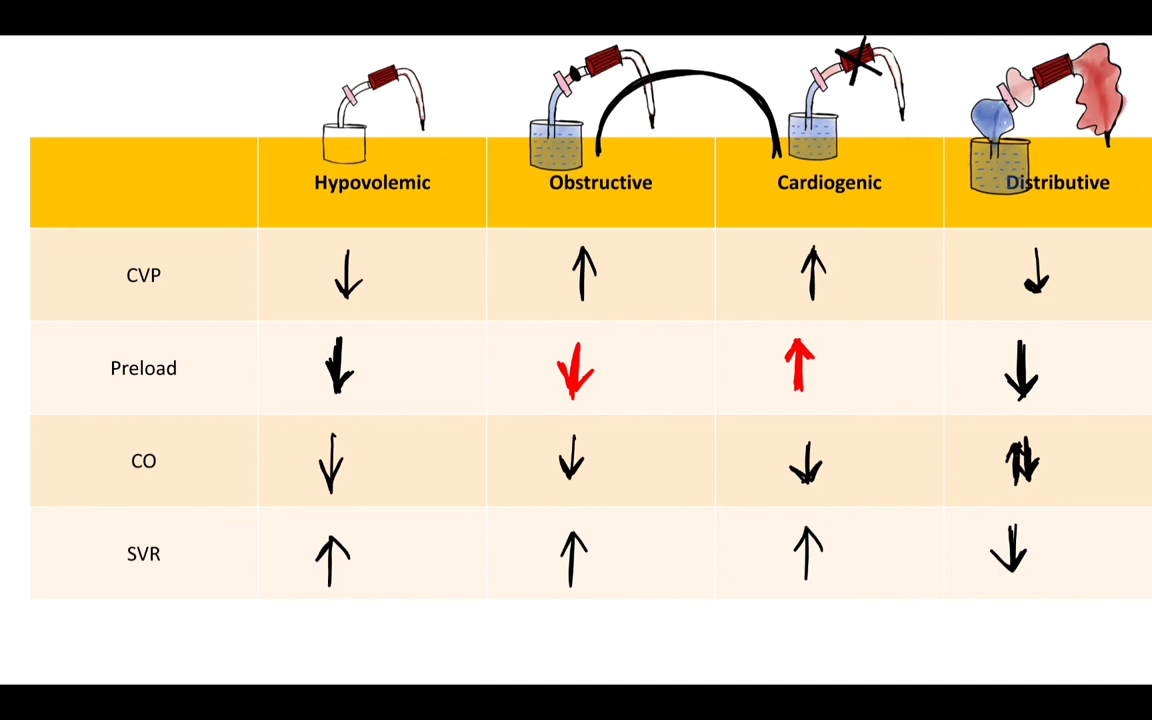 Hypovolemic Obstructive Cardiogenic Distributive
CVP ↓ ↑ ↑ ↓
Preload ↓ ↓ ↑ ↓
CO ↓ ↓ ↓ ↑↓
SVR ↑ ↑ ↑ ↓